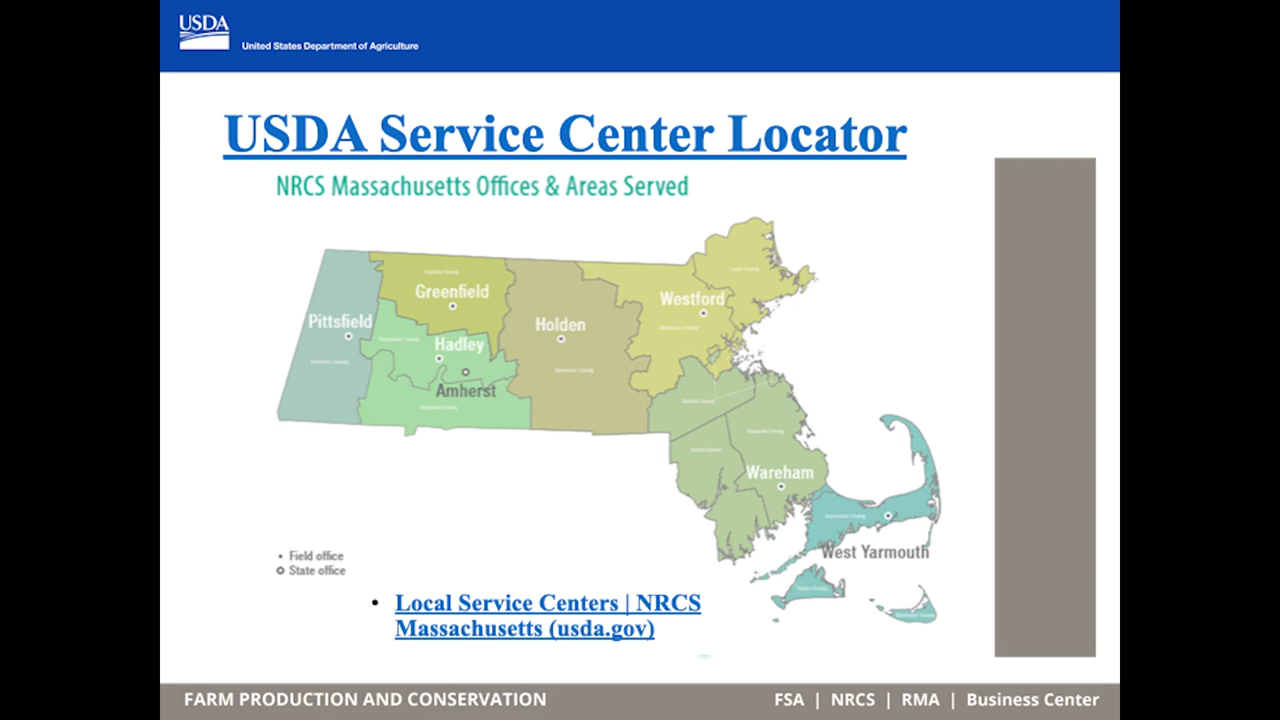 USDA
United States Department of Agriculture
USDA Service Center Locator
NRCS Massachusetts Offices & Areas Served
Greenfield
Westford
Pittsfield
Holden
Hadley
Amherst
Wareham
West Yarmouth
• Field office
State office
• Local Service Centers | NRCS
Massachusetts (usda.gov)
FARM PRODUCTION AND CONSERVATION
FSA | NRCS | RMA | Business Center